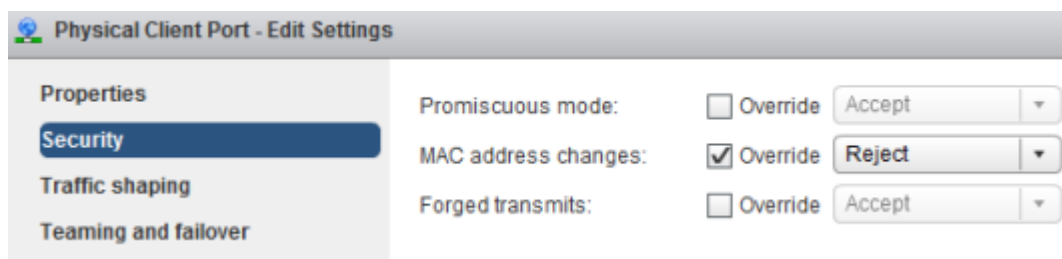 Physical Client Port - Edit Settings
Properties
Security
Traffic shaping
Teaming and failover
Promiscuous mode: Override Accept
MAC address changes: Override Reject
Forged transmits: Override Accept